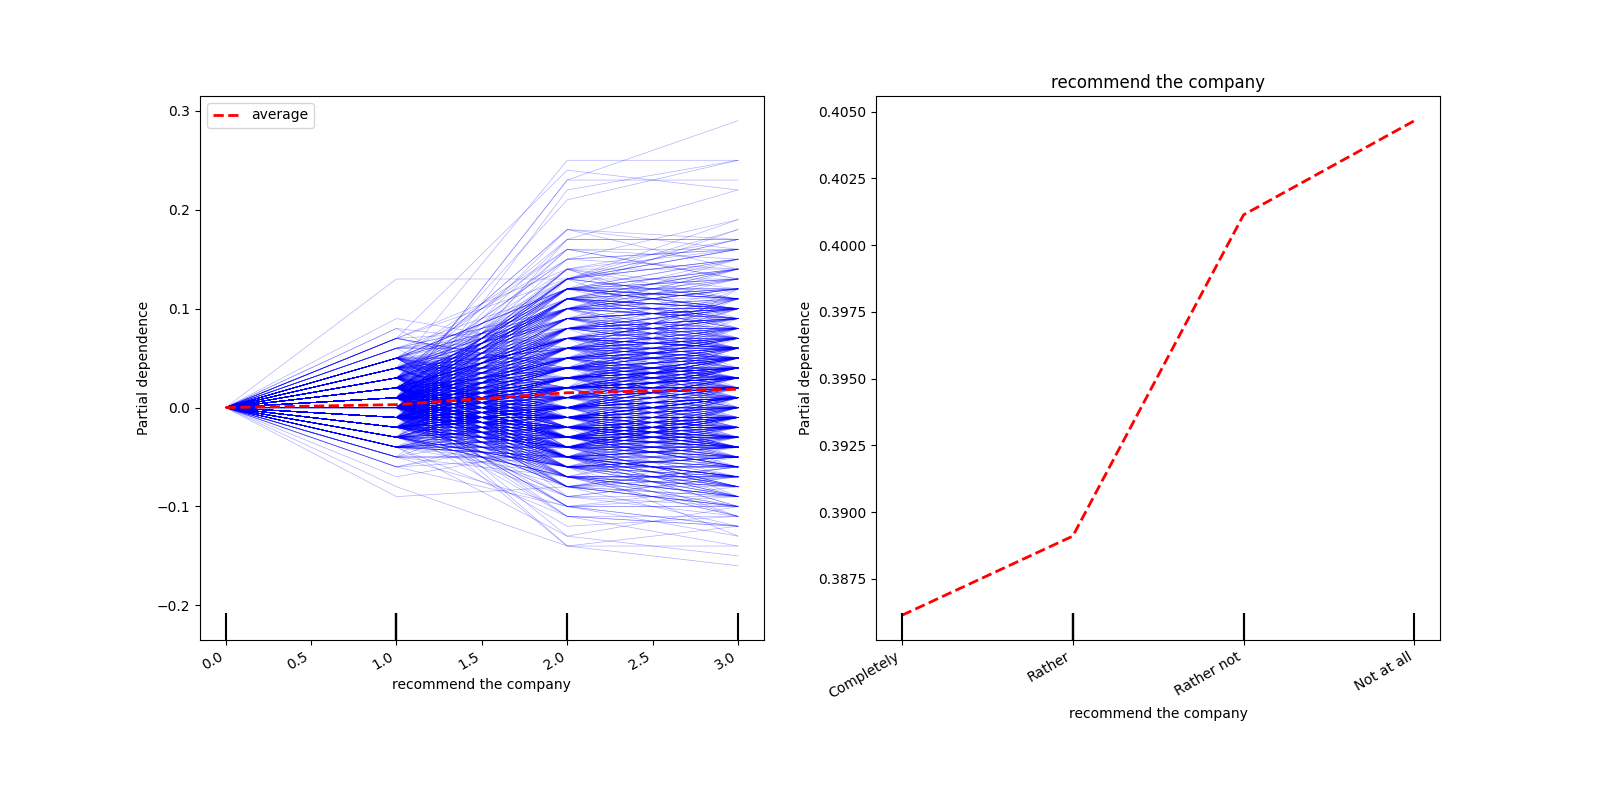 0.3
0.2
0.1
0.0
−0.1
−0.2
Partial dependence
average
0.0
0.5
1.0
1.5
2.0
2.5
3.0
recommend the company
recommend the company
0.4050
0.4025
0.4000
0.3975
0.3950
0.3925
0.3900
0.3875
Partial dependence
Completely
Rather
Rather not
Not at all
recommend the company